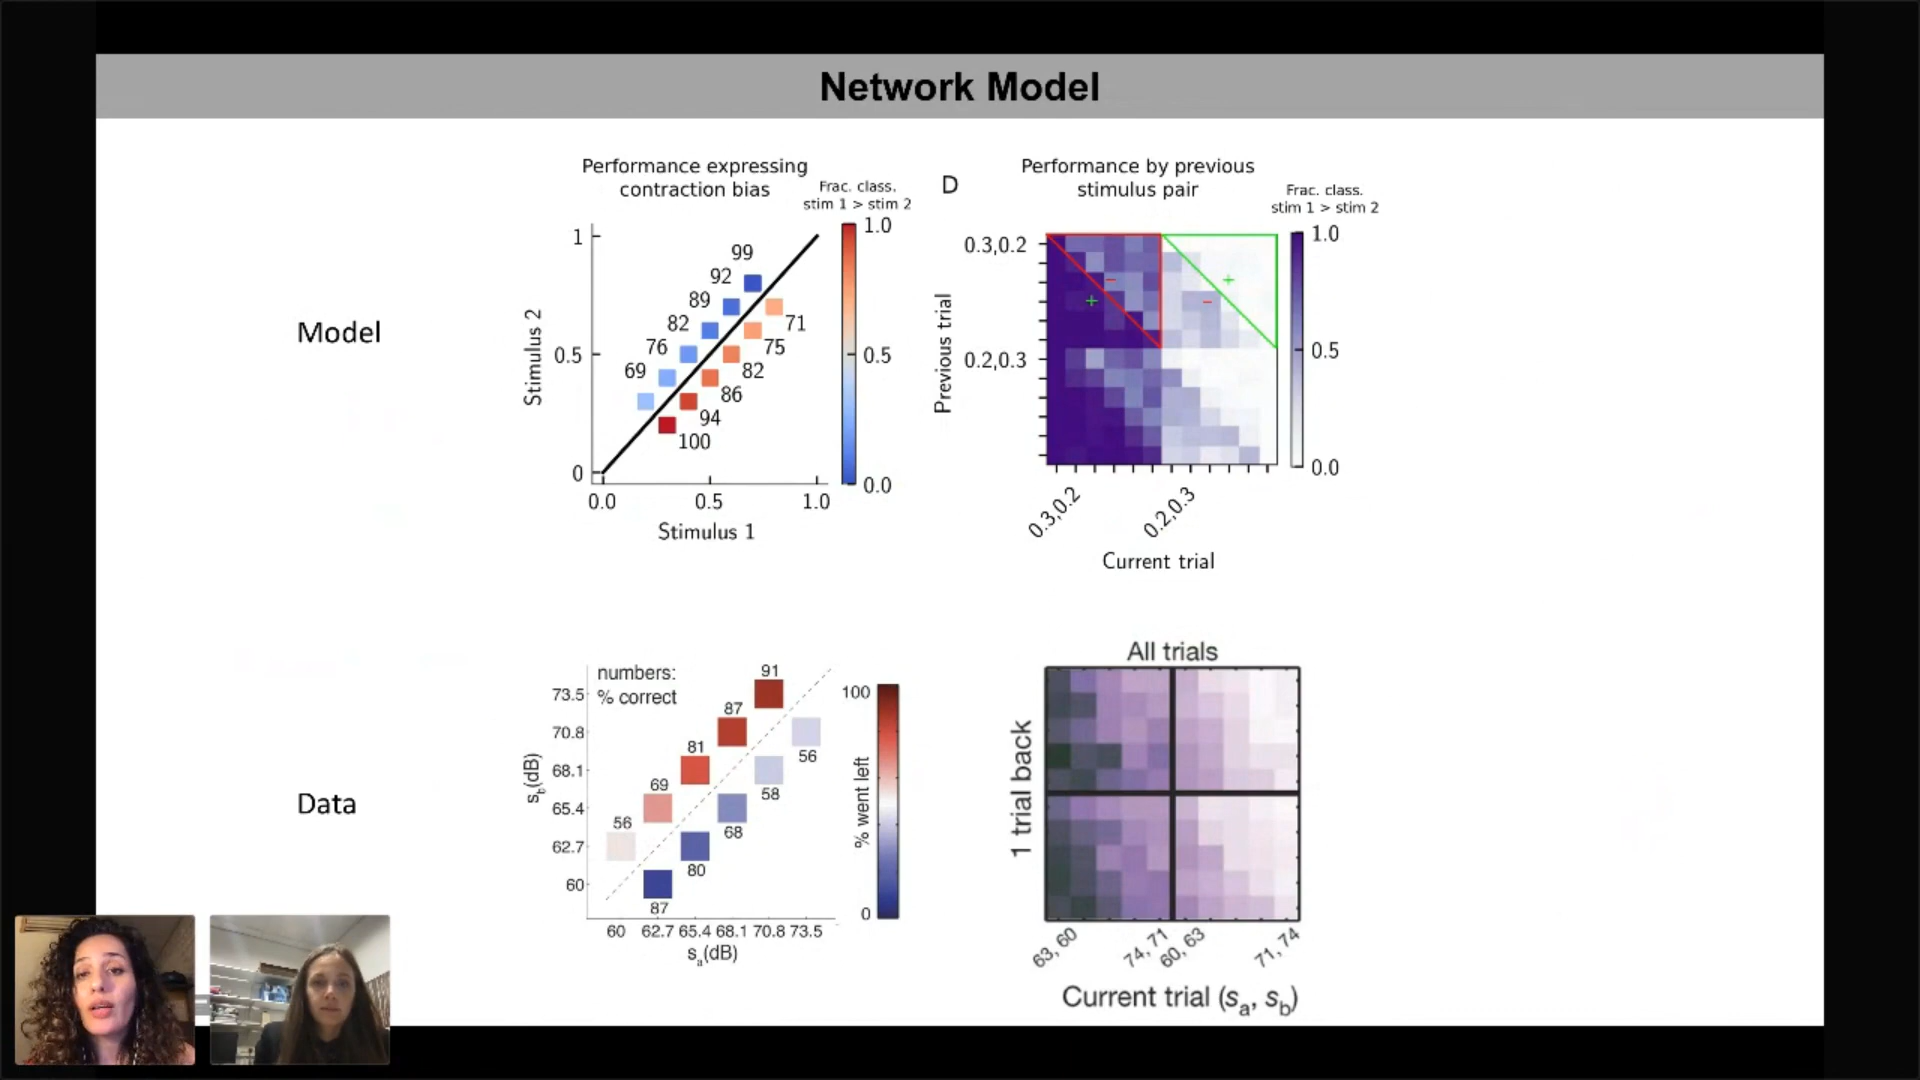 Network Model
Model
Performance expressing
contraction bias
Frac. class.
stim 1 > stim 2
1.0
0.5
0.0
Stimulus 2
1
0.5
0
99
92
89
82
76
69
71
75
82
86
94
100
0.0 0.5 1.0
Stimulus 1
D
Performance by previous
stimulus pair
Frac. class.
stim 1 > stim 2
1.0
0.5
0.0
Previous trial
0.3,0.2
0.2,0.3
+
−
−
+
0.3,0.2
0.2,0.3
Current trial
Data
numbers:
% correct
91
87
81
69
56
56
58
68
80
87
sb(dB)
73.5
70.8
68.1
65.4
62.7
60
60 62.7 65.4 68.1 70.8 73.5
sa(dB)
100
% went left
0
All trials
1 trial back
63, 60
74, 71
60, 63
71, 74
Current trial (sa, sb)